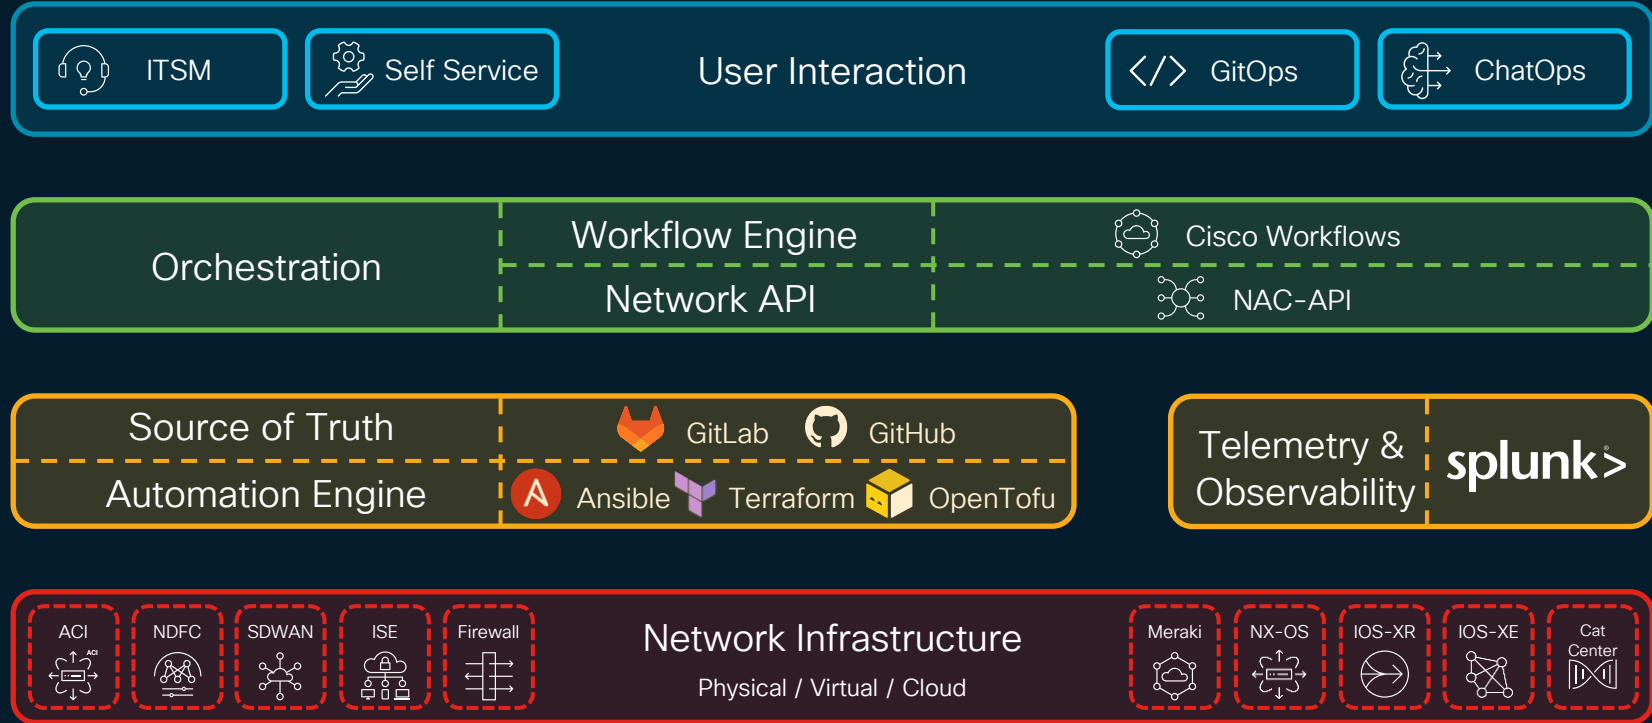 ITSM
Self Service
User Interaction
GitOps
ChatOps
Orchestration
Workflow Engine
Cisco Workflows
Network API
NAC-API
Source of Truth
GitLab
GitHub
Automation Engine
Ansible
Terraform
OpenTofu
Telemetry &
Observability
splunk>
ACI
ACI
NDFC
SDWAN
ISE
Firewall
Network Infrastructure
Physical / Virtual / Cloud
Meraki
NX-OS
IOS-XR
IOS-XE
Cat
Center